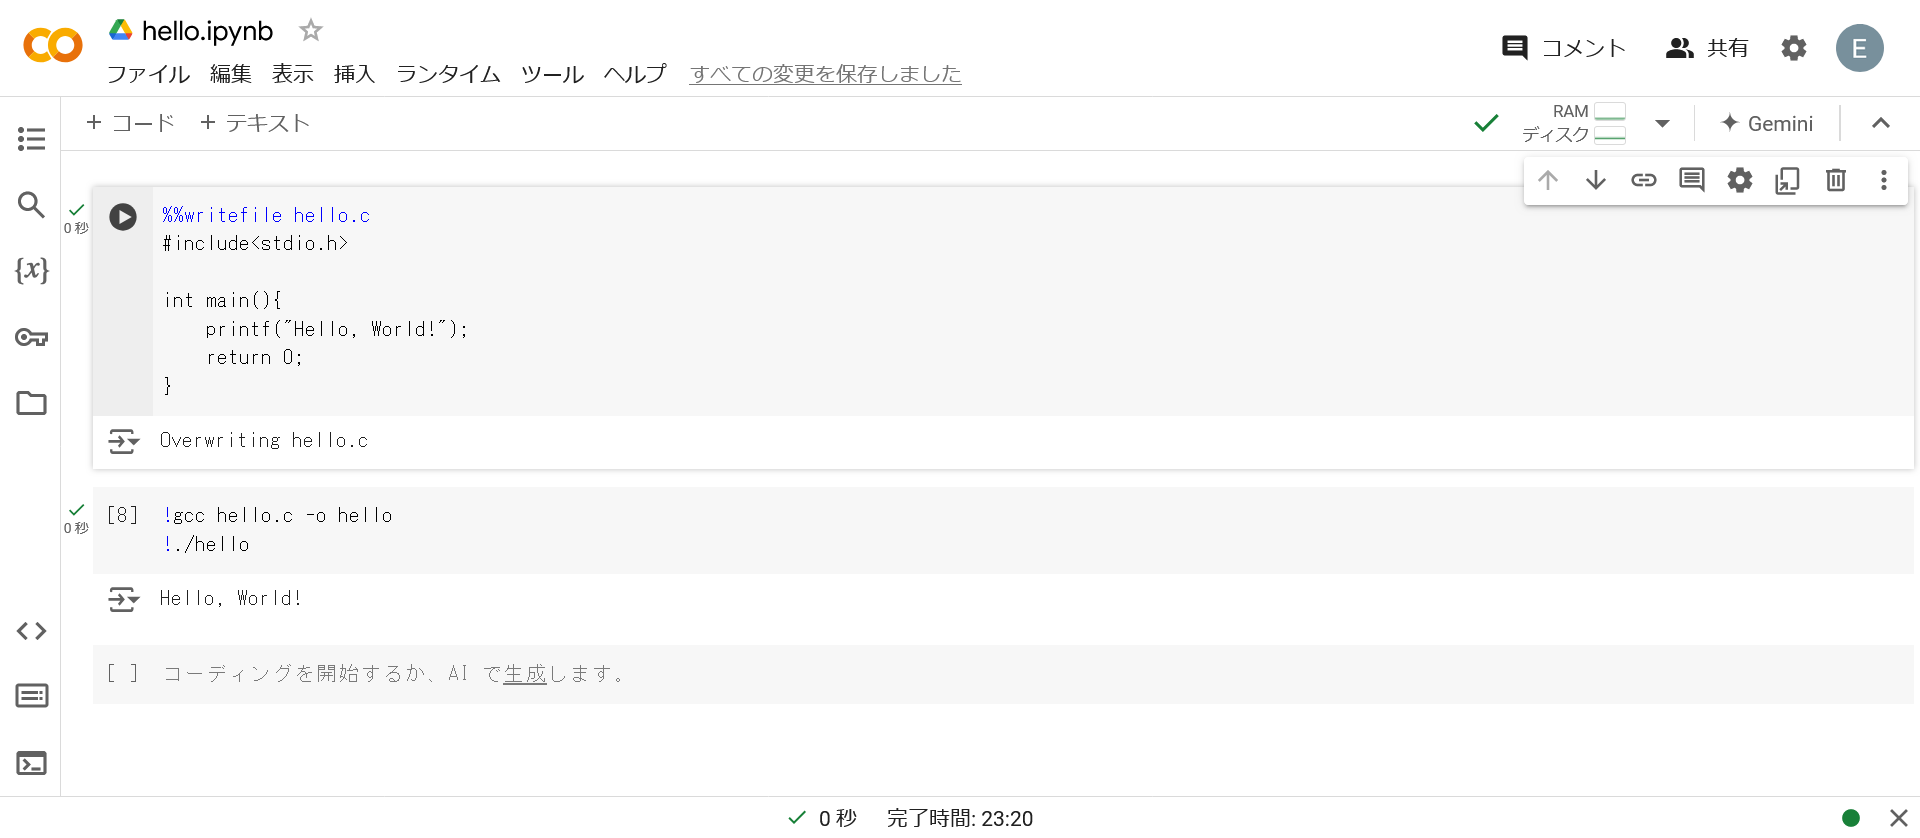 hello.ipynb
ファイル 編集 表示 挿入 ランタイム ツール ヘルプ すべての変更を保存しました
コメント 共有 E
+ コード + テキスト
RAM
ディスク
Gemini
0 秒
%%writefile hello.c
#include<stdio.h>
int main(){
    printf("Hello, World!");
    return 0;
}
Overwriting hello.c
0 秒
[8] !gcc hello.c -o hello
!./hello
Hello, World!
[ ] コーディングを開始するか、AI で生成します。
0 秒 完了時間: 23:20